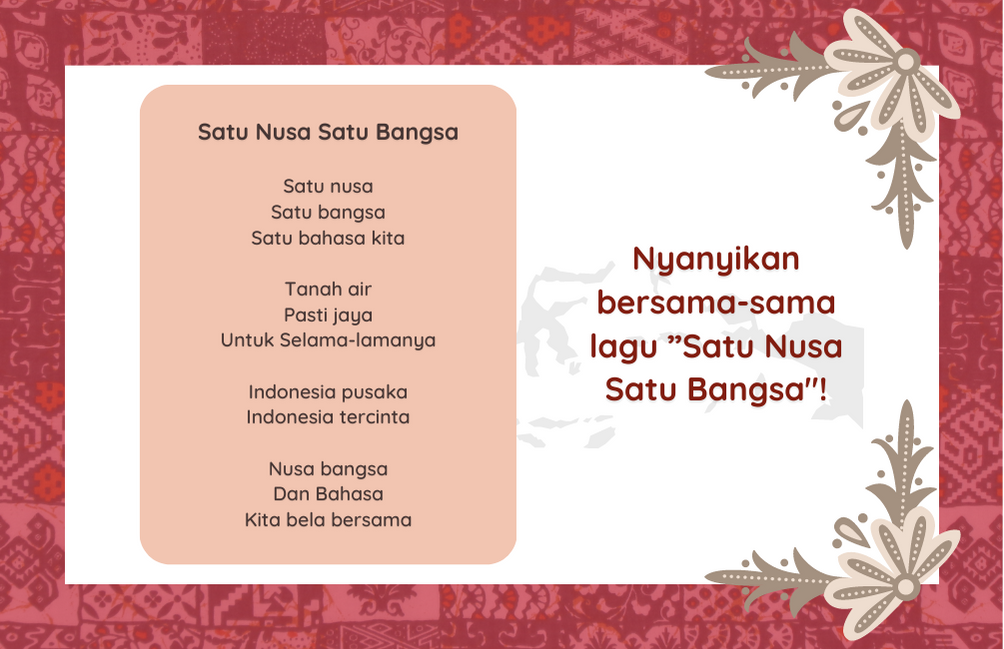 Satu Nusa Satu Bangsa
Satu nusa
Satu bangsa
Satu bahasa kita
Tanah air
Pasti jaya
Untuk Selama-lamanya
Indonesia pusaka
Indonesia tercinta
Nusa bangsa
Dan Bahasa
Kita bela bersama
Nyanyikan
bersama-sama
lagu ”Satu Nusa
Satu Bangsa"!